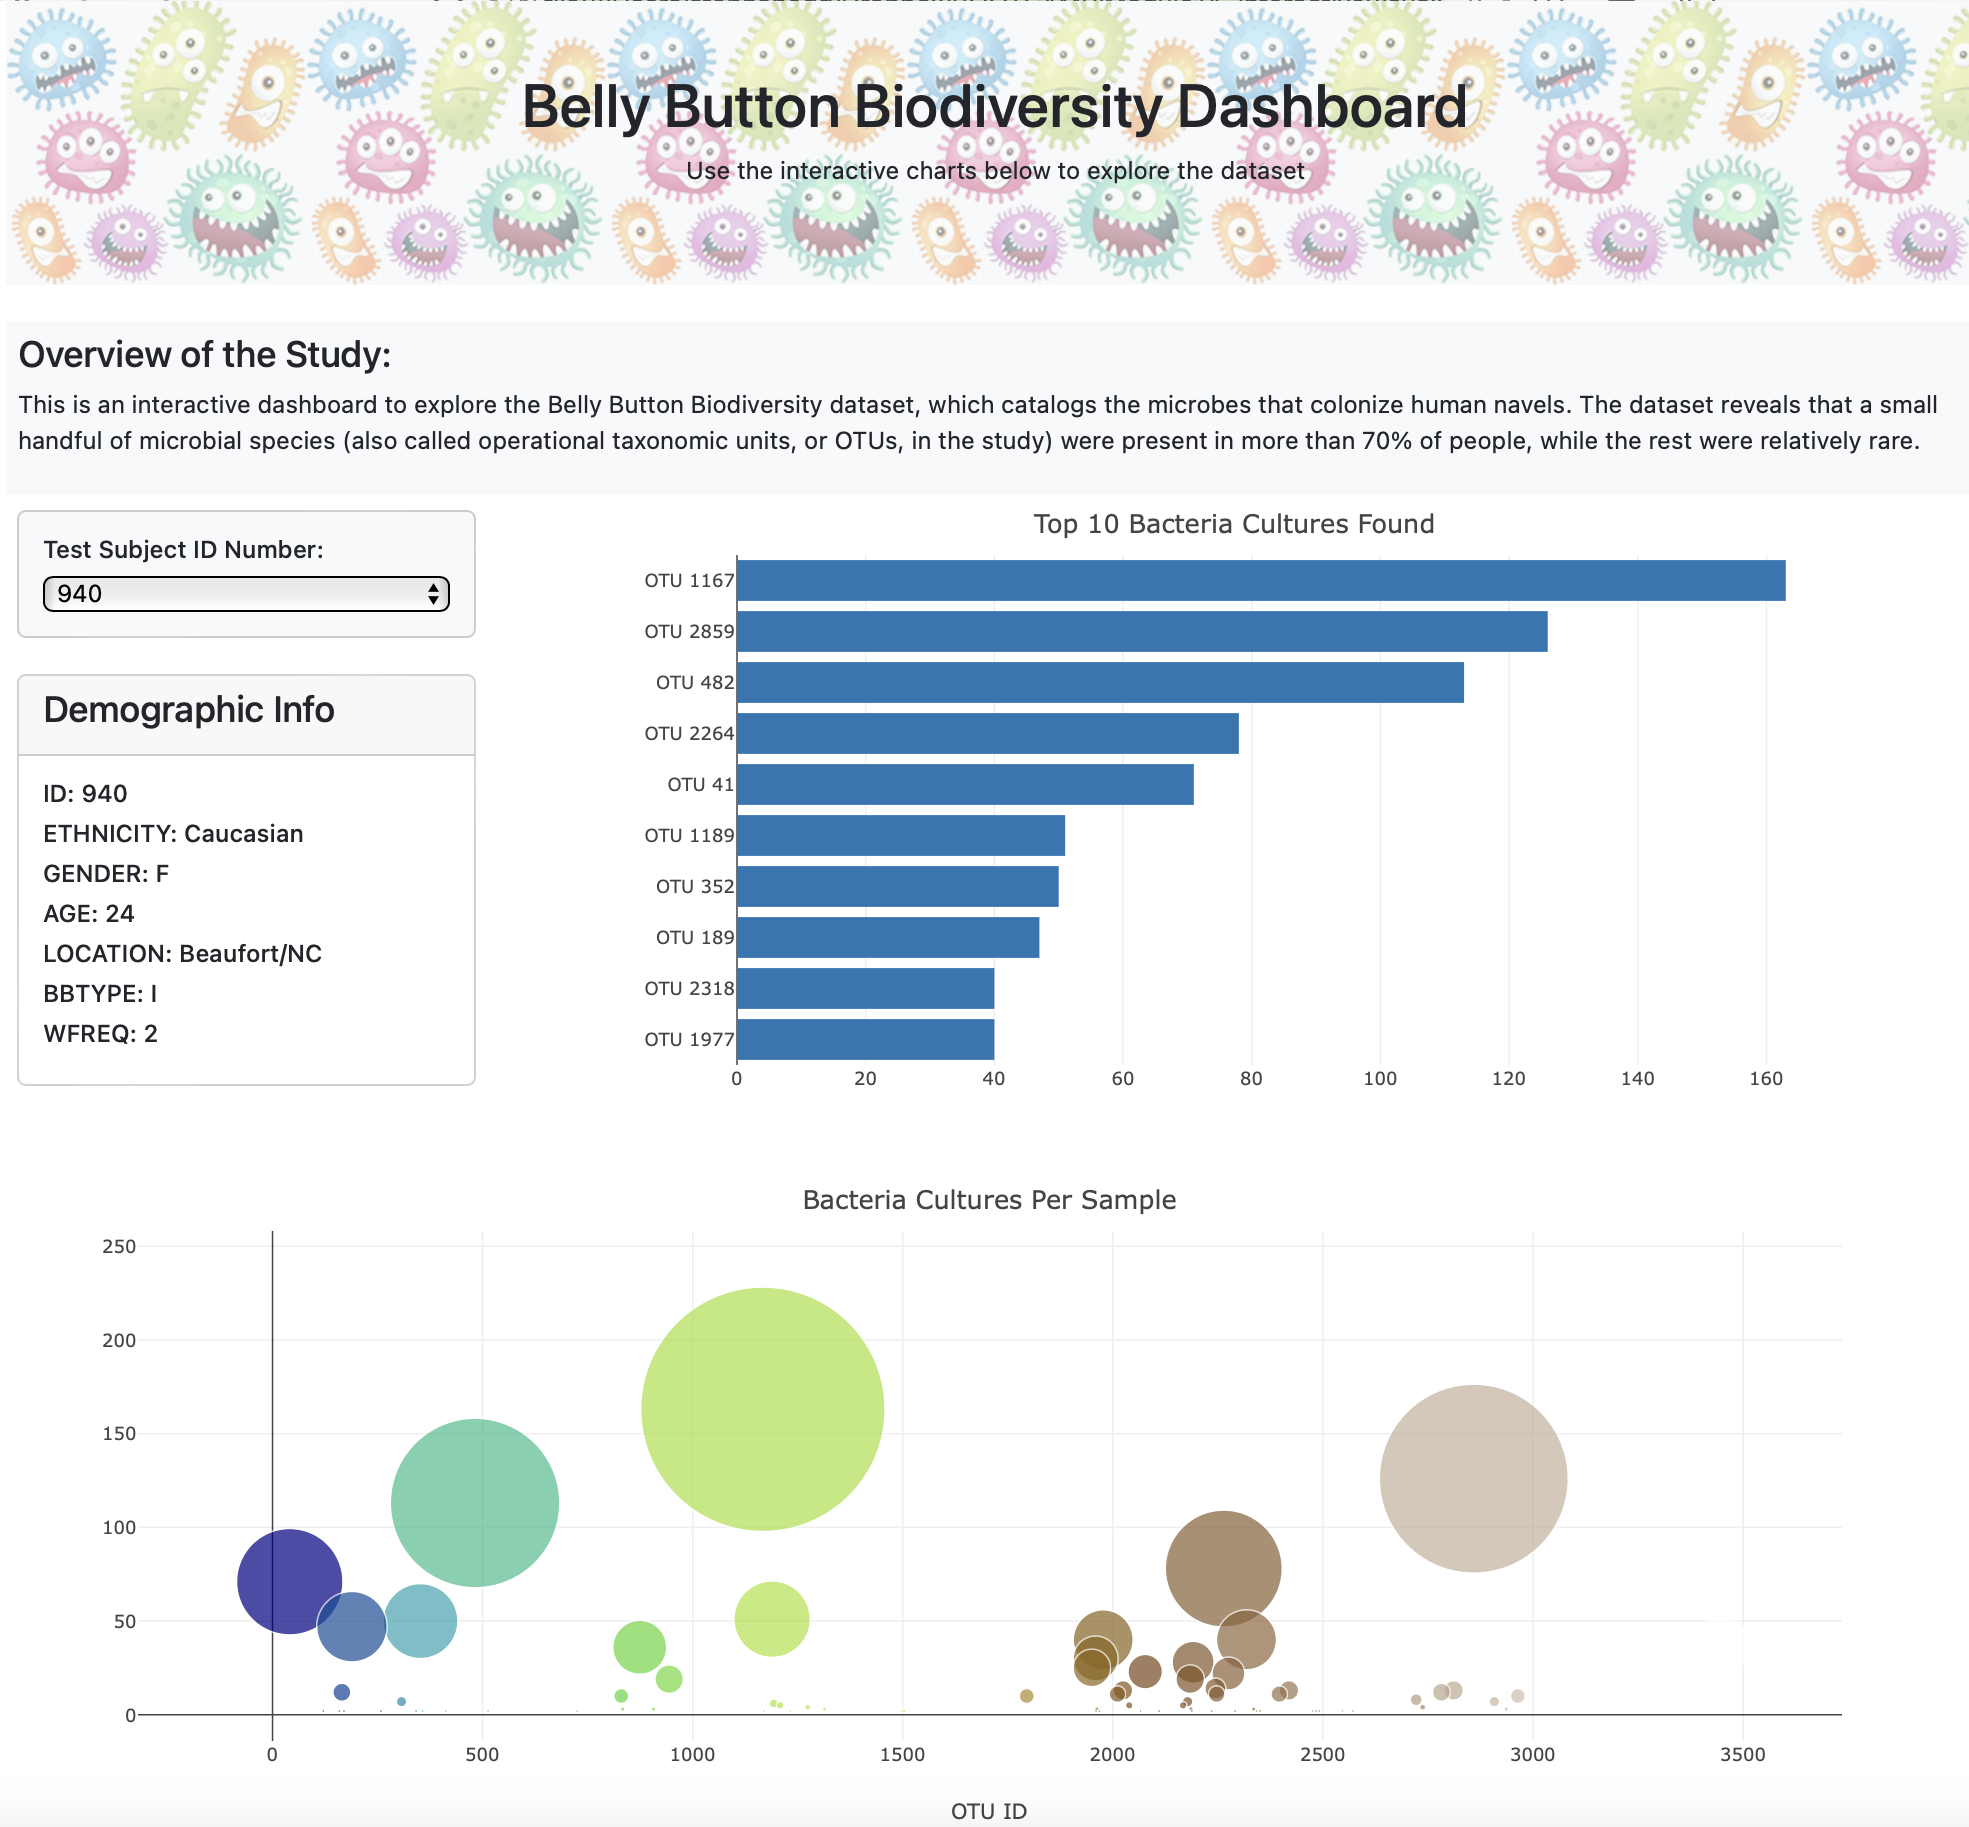 Belly Button Biodiversity Dashboard
Use the interactive charts below to explore the dataset
Overview of the Study:
This is an interactive dashboard to explore the Belly Button Biodiversity dataset, which catalogs the microbes that colonize human navels. The dataset reveals that a small
handful of microbial species (also called operational taxonomic units, or OTUs, in the study) were present in more than 70% of people, while the rest were relatively rare.
Test Subject ID Number:
940
Demographic Info
ID: 940
ETHNICITY: Caucasian
GENDER: F
AGE: 24
LOCATION: Beaufort/NC
BBTYPE: I
WFREQ: 2
Top 10 Bacteria Cultures Found
OTU 1167
OTU 2859
OTU 482
OTU 2264
OTU 41
OTU 1189
OTU 352
OTU 189
OTU 2318
OTU 1977
0 20 40 60 80 100 120 140 160
Bacteria Cultures Per Sample
250
200
150
100
50
0
0 500 1000 1500 2000 2500 3000 3500
OTU ID